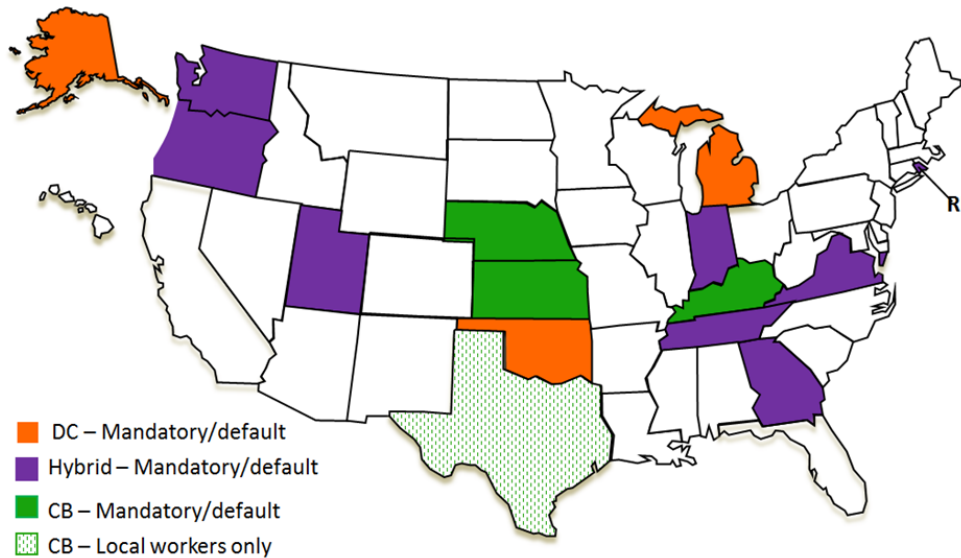 R
DC – Mandatory/default
Hybrid – Mandatory/default
CB – Mandatory/default
CB – Local workers only